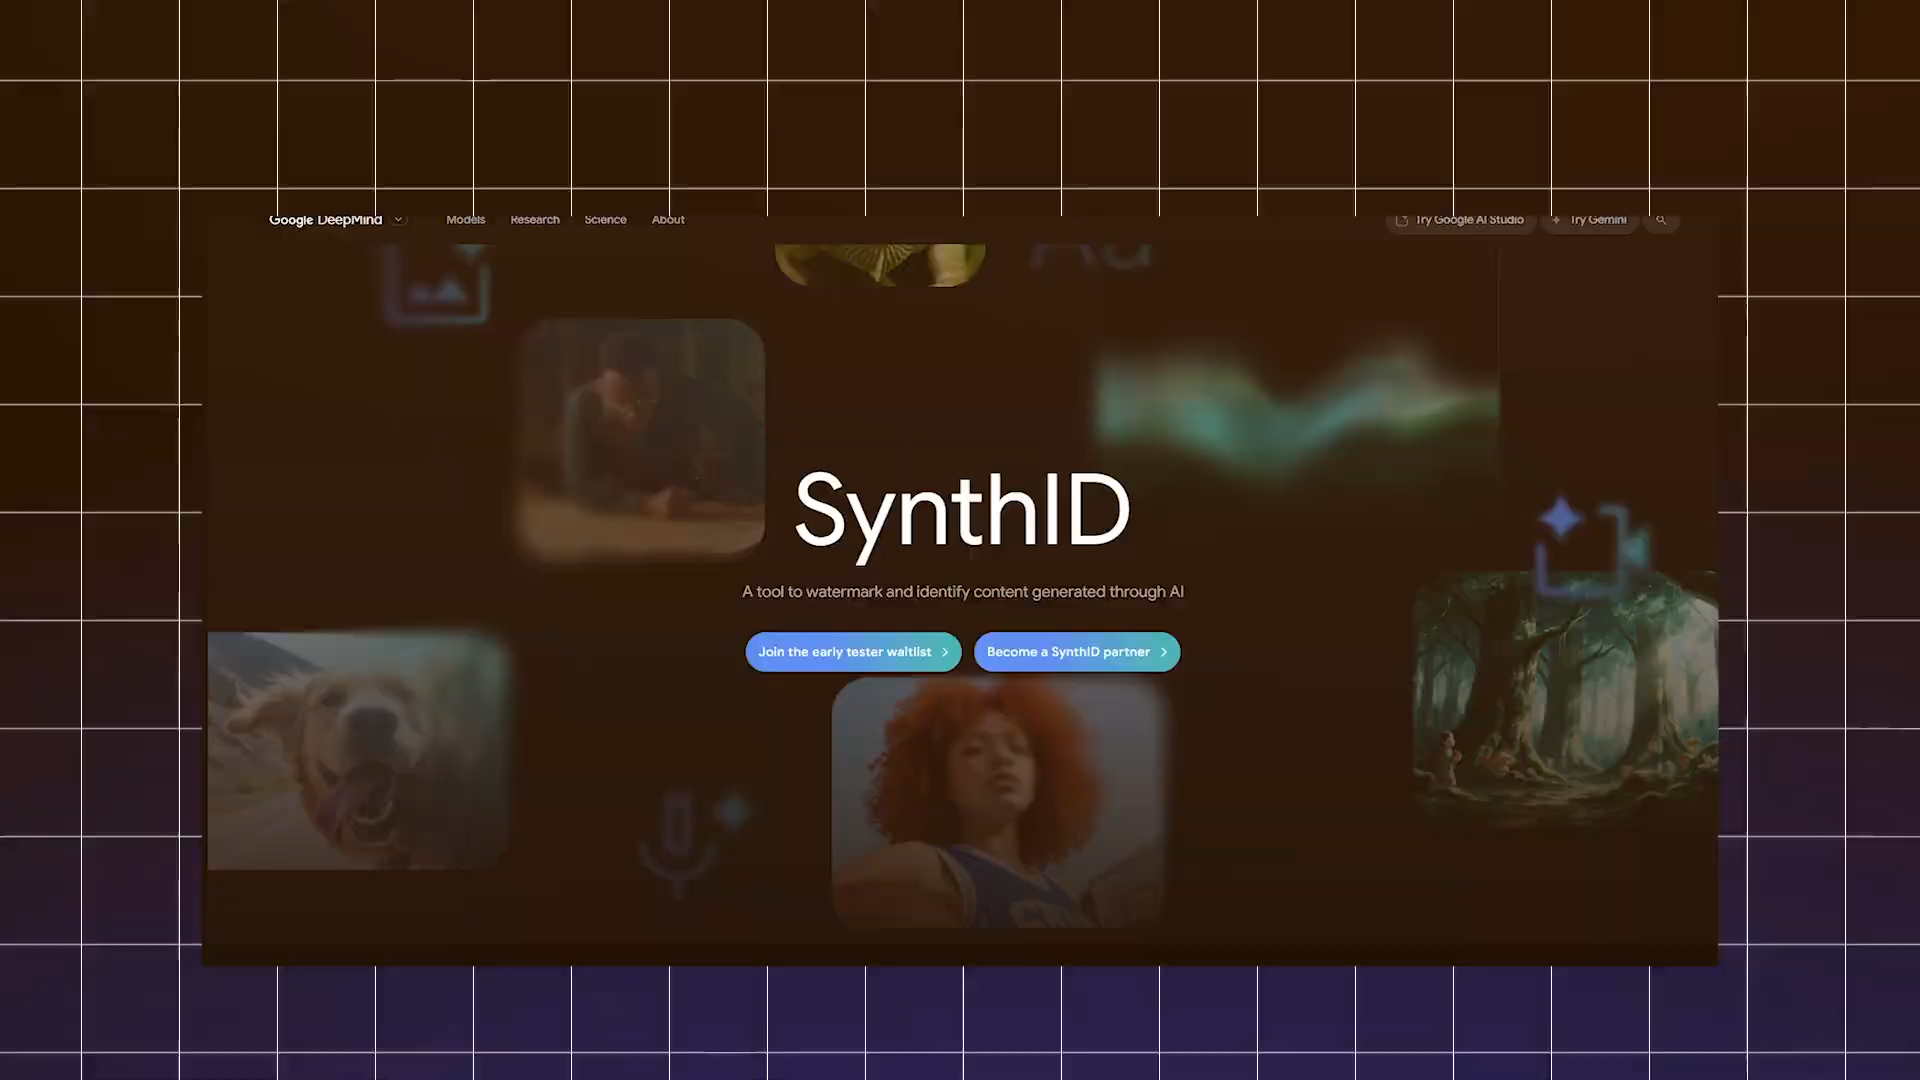 Google DeepMind Models Research Science About Try Google AI Studio Try Gemini
Aa
SynthID
A tool to watermark and identify content generated through AI
Join the early tester waitlist Become a SynthID partner